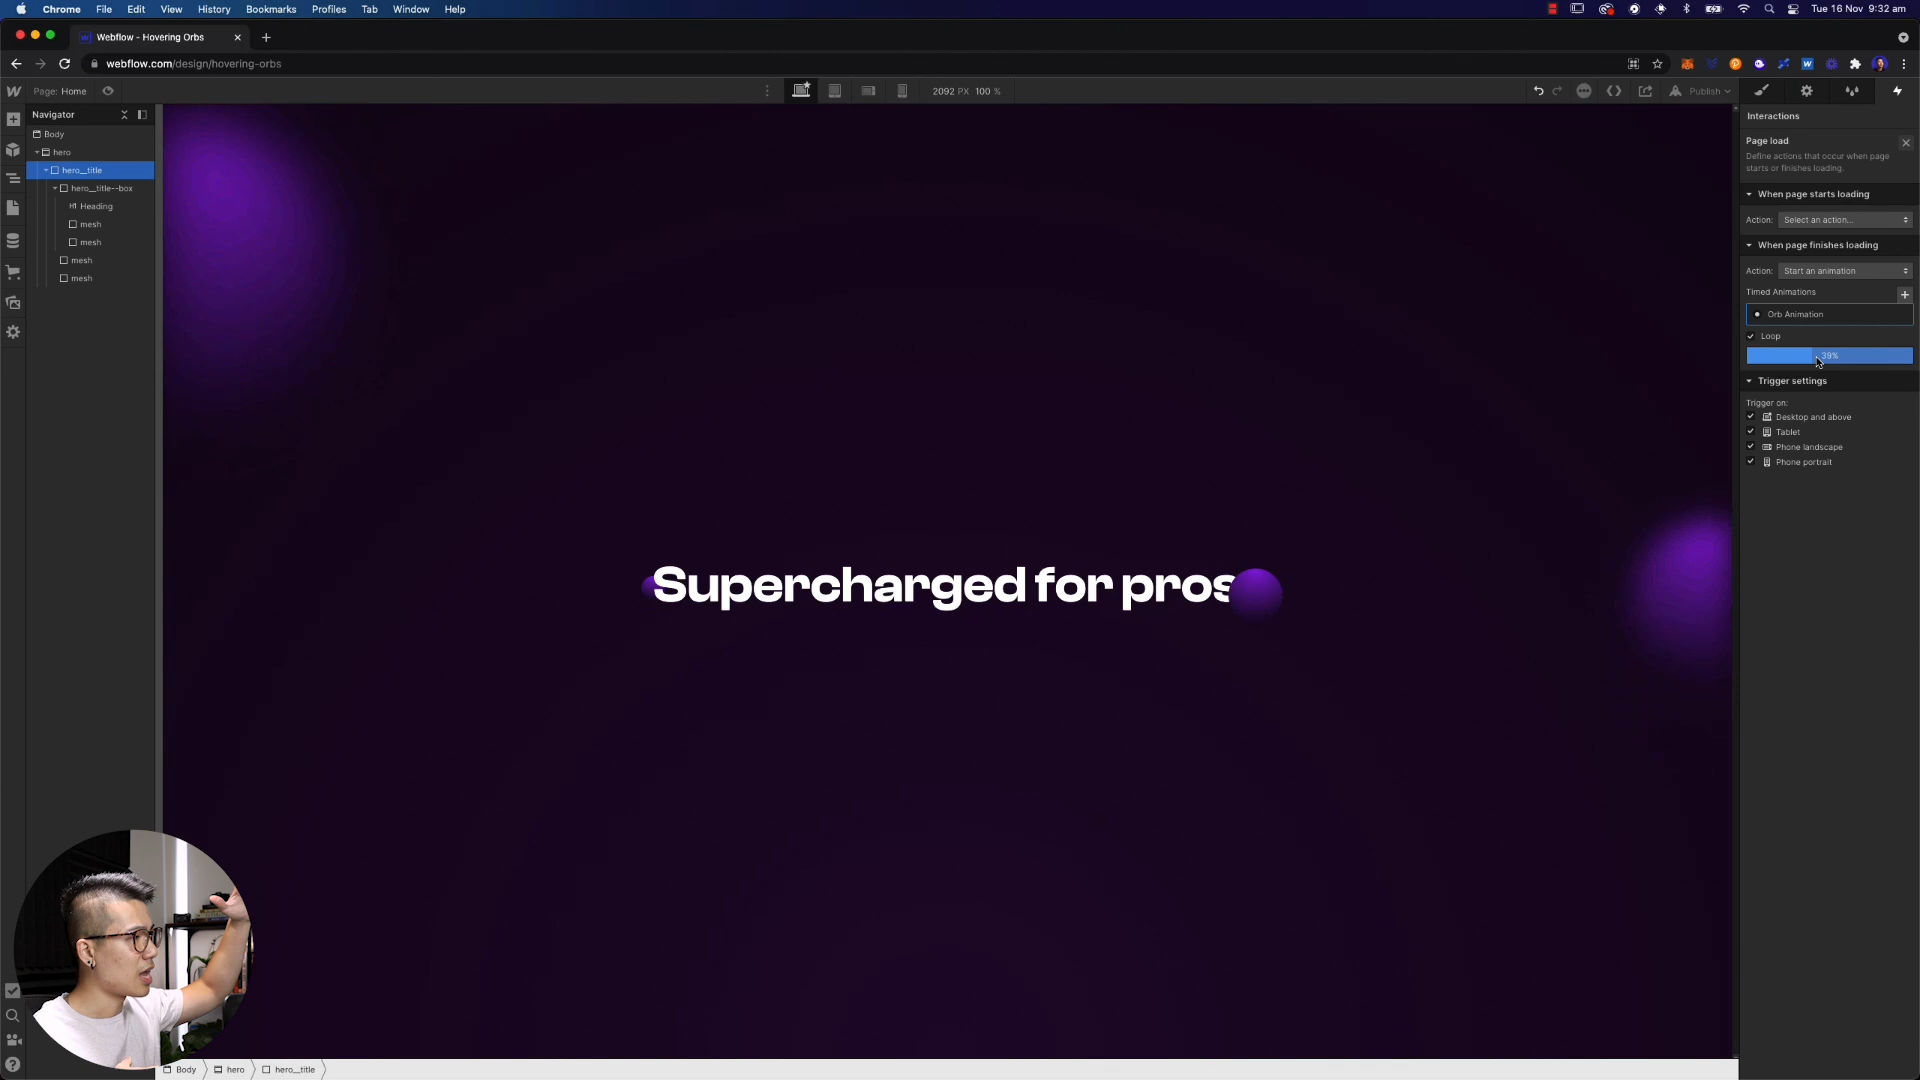 Chrome File Edit View History Bookmarks Profiles Tab Window Help
Tue 16 Nov 9:32 am
Webflow - Hovering Orbs
webflow.com/design/hovering-orbs
Page: Home
2092 PX 100 %
Publish
Navigator
Body
hero
hero__title
hero__title--box
H1 Heading
mesh
mesh
mesh
mesh
Supercharged for pros
Interactions
Page load
Define actions that occur when page
starts or finishes loading.
When page starts loading
Action: Select an action...
When page finishes loading
Action: Start an animation
Timed Animations
Orb Animation
Loop
39%
Trigger settings
Trigger on:
Desktop and above
Tablet
Phone landscape
Phone portrait
Body hero hero__title